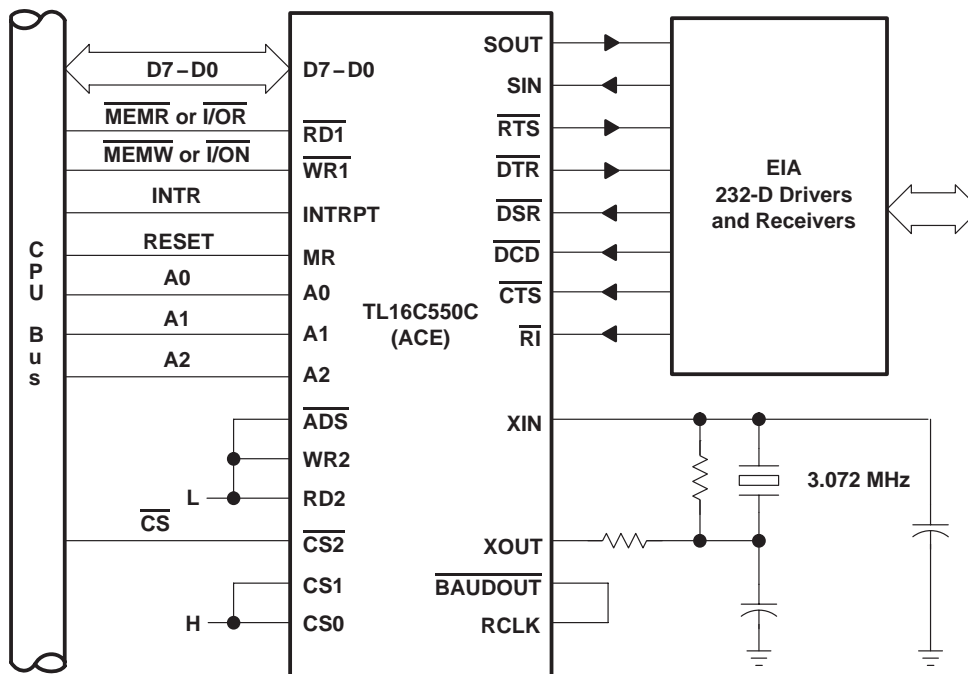 CPU Bus
D7–D0
MEMR or I/OR
MEMW or I/ON
INTR
RESET
A0
A1
A2
L
CS
H
D7–D0
RD1
WR1
INTRPT
MR
A0
A1
A2
ADS
WR2
RD2
CS2
CS1
CS0
TL16C550C
(ACE)
SOUT
SIN
RTS
DTR
DSR
DCD
CTS
RI
XIN
XOUT
BAUDOUT
RCLK
EIA
232-D Drivers
and Receivers
3.072 MHz